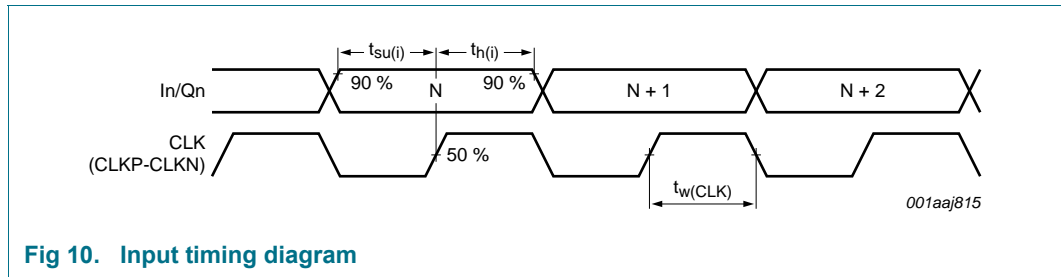 tsu(i) th(i)
In/Qn 90 % N 90 % N + 1 N + 2
CLK
(CLKP-CLKN)
50 %
tw(CLK)
001aaj815
Fig 10. Input timing diagram